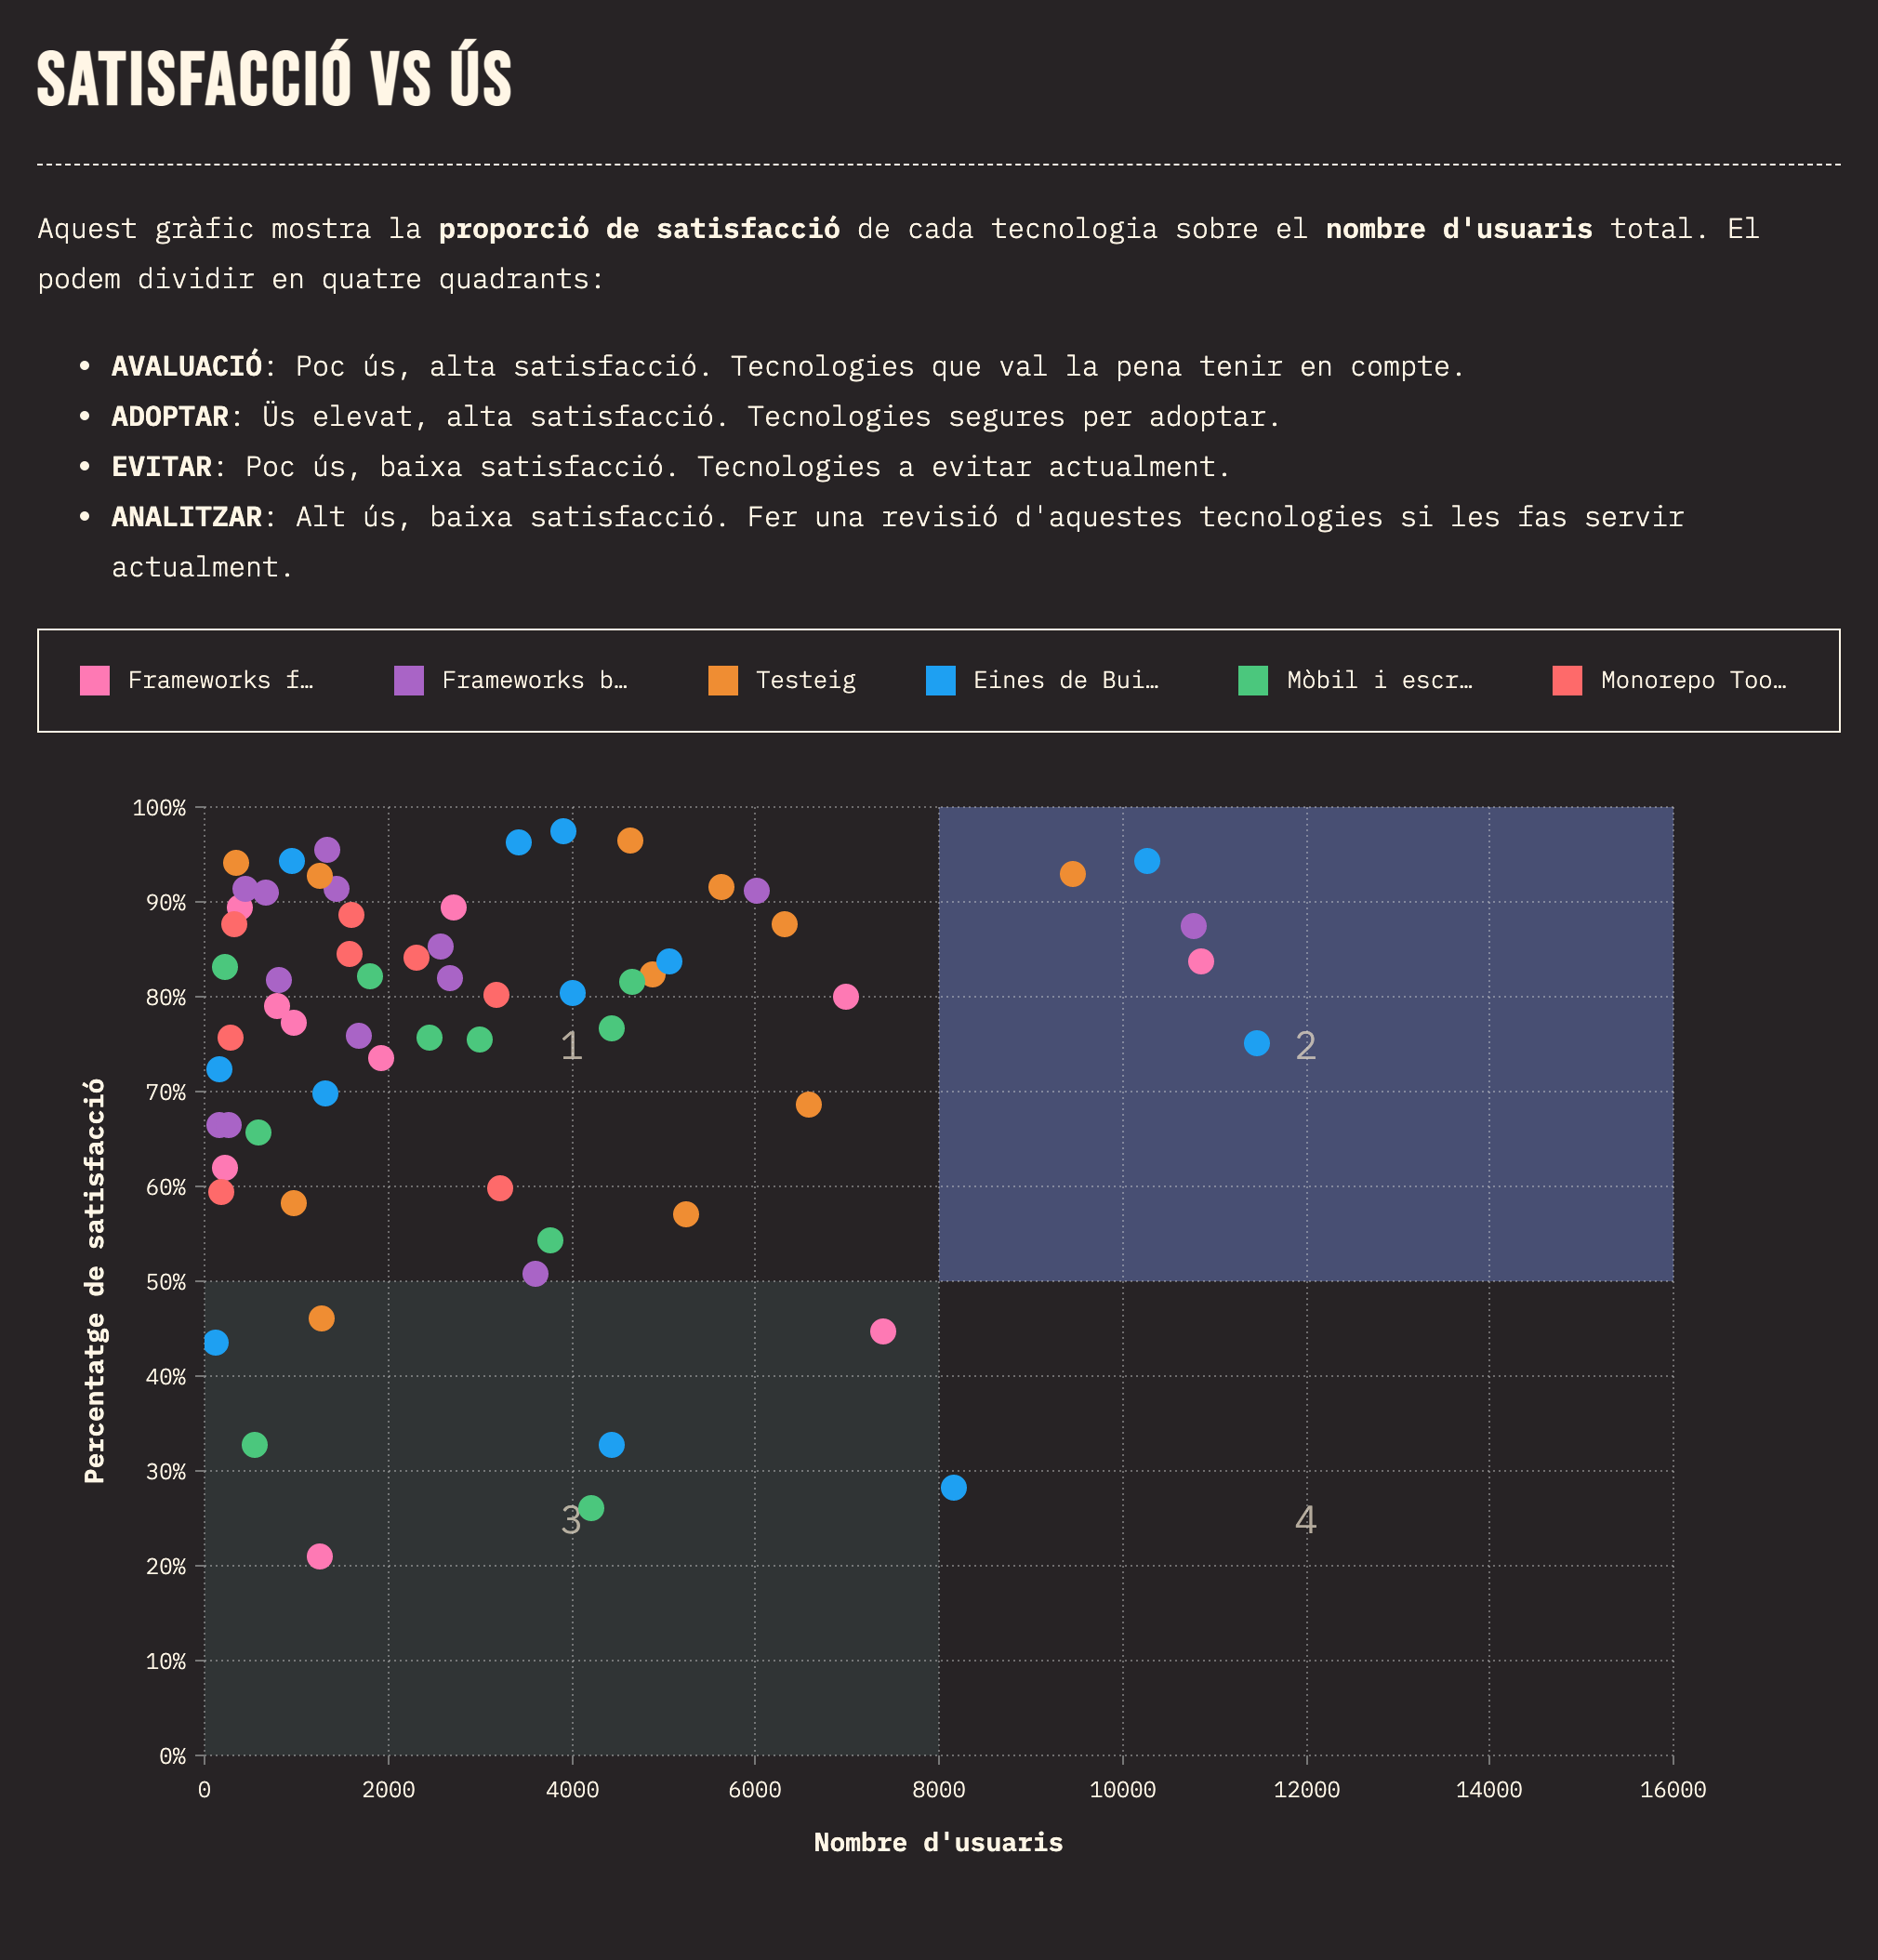 SATISFACCIÓ VS ÚS
Aquest gràfic mostra la proporció de satisfacció de cada tecnologia sobre el nombre d'usuaris total. El
podem dividir en quatre quadrants:
• AVALUACIÓ: Poc ús, alta satisfacció. Tecnologies que val la pena tenir en compte.
• ADOPTAR: Üs elevat, alta satisfacció. Tecnologies segures per adoptar.
• EVITAR: Poc ús, baixa satisfacció. Tecnologies a evitar actualment.
• ANALITZAR: Alt ús, baixa satisfacció. Fer una revisió d'aquestes tecnologies si les fas servir
actualment.
Frameworks f… Frameworks b… Testeig Eines de Bui… Mòbil i escr… Monorepo Too…
100%
90%
80%
1 2
70%
60%
50%
40%
30%
3 4
20%
10%
0%
Percentatge de satisfacció
0 2000 4000 6000 8000 10000 12000 14000 16000
Nombre d'usuaris